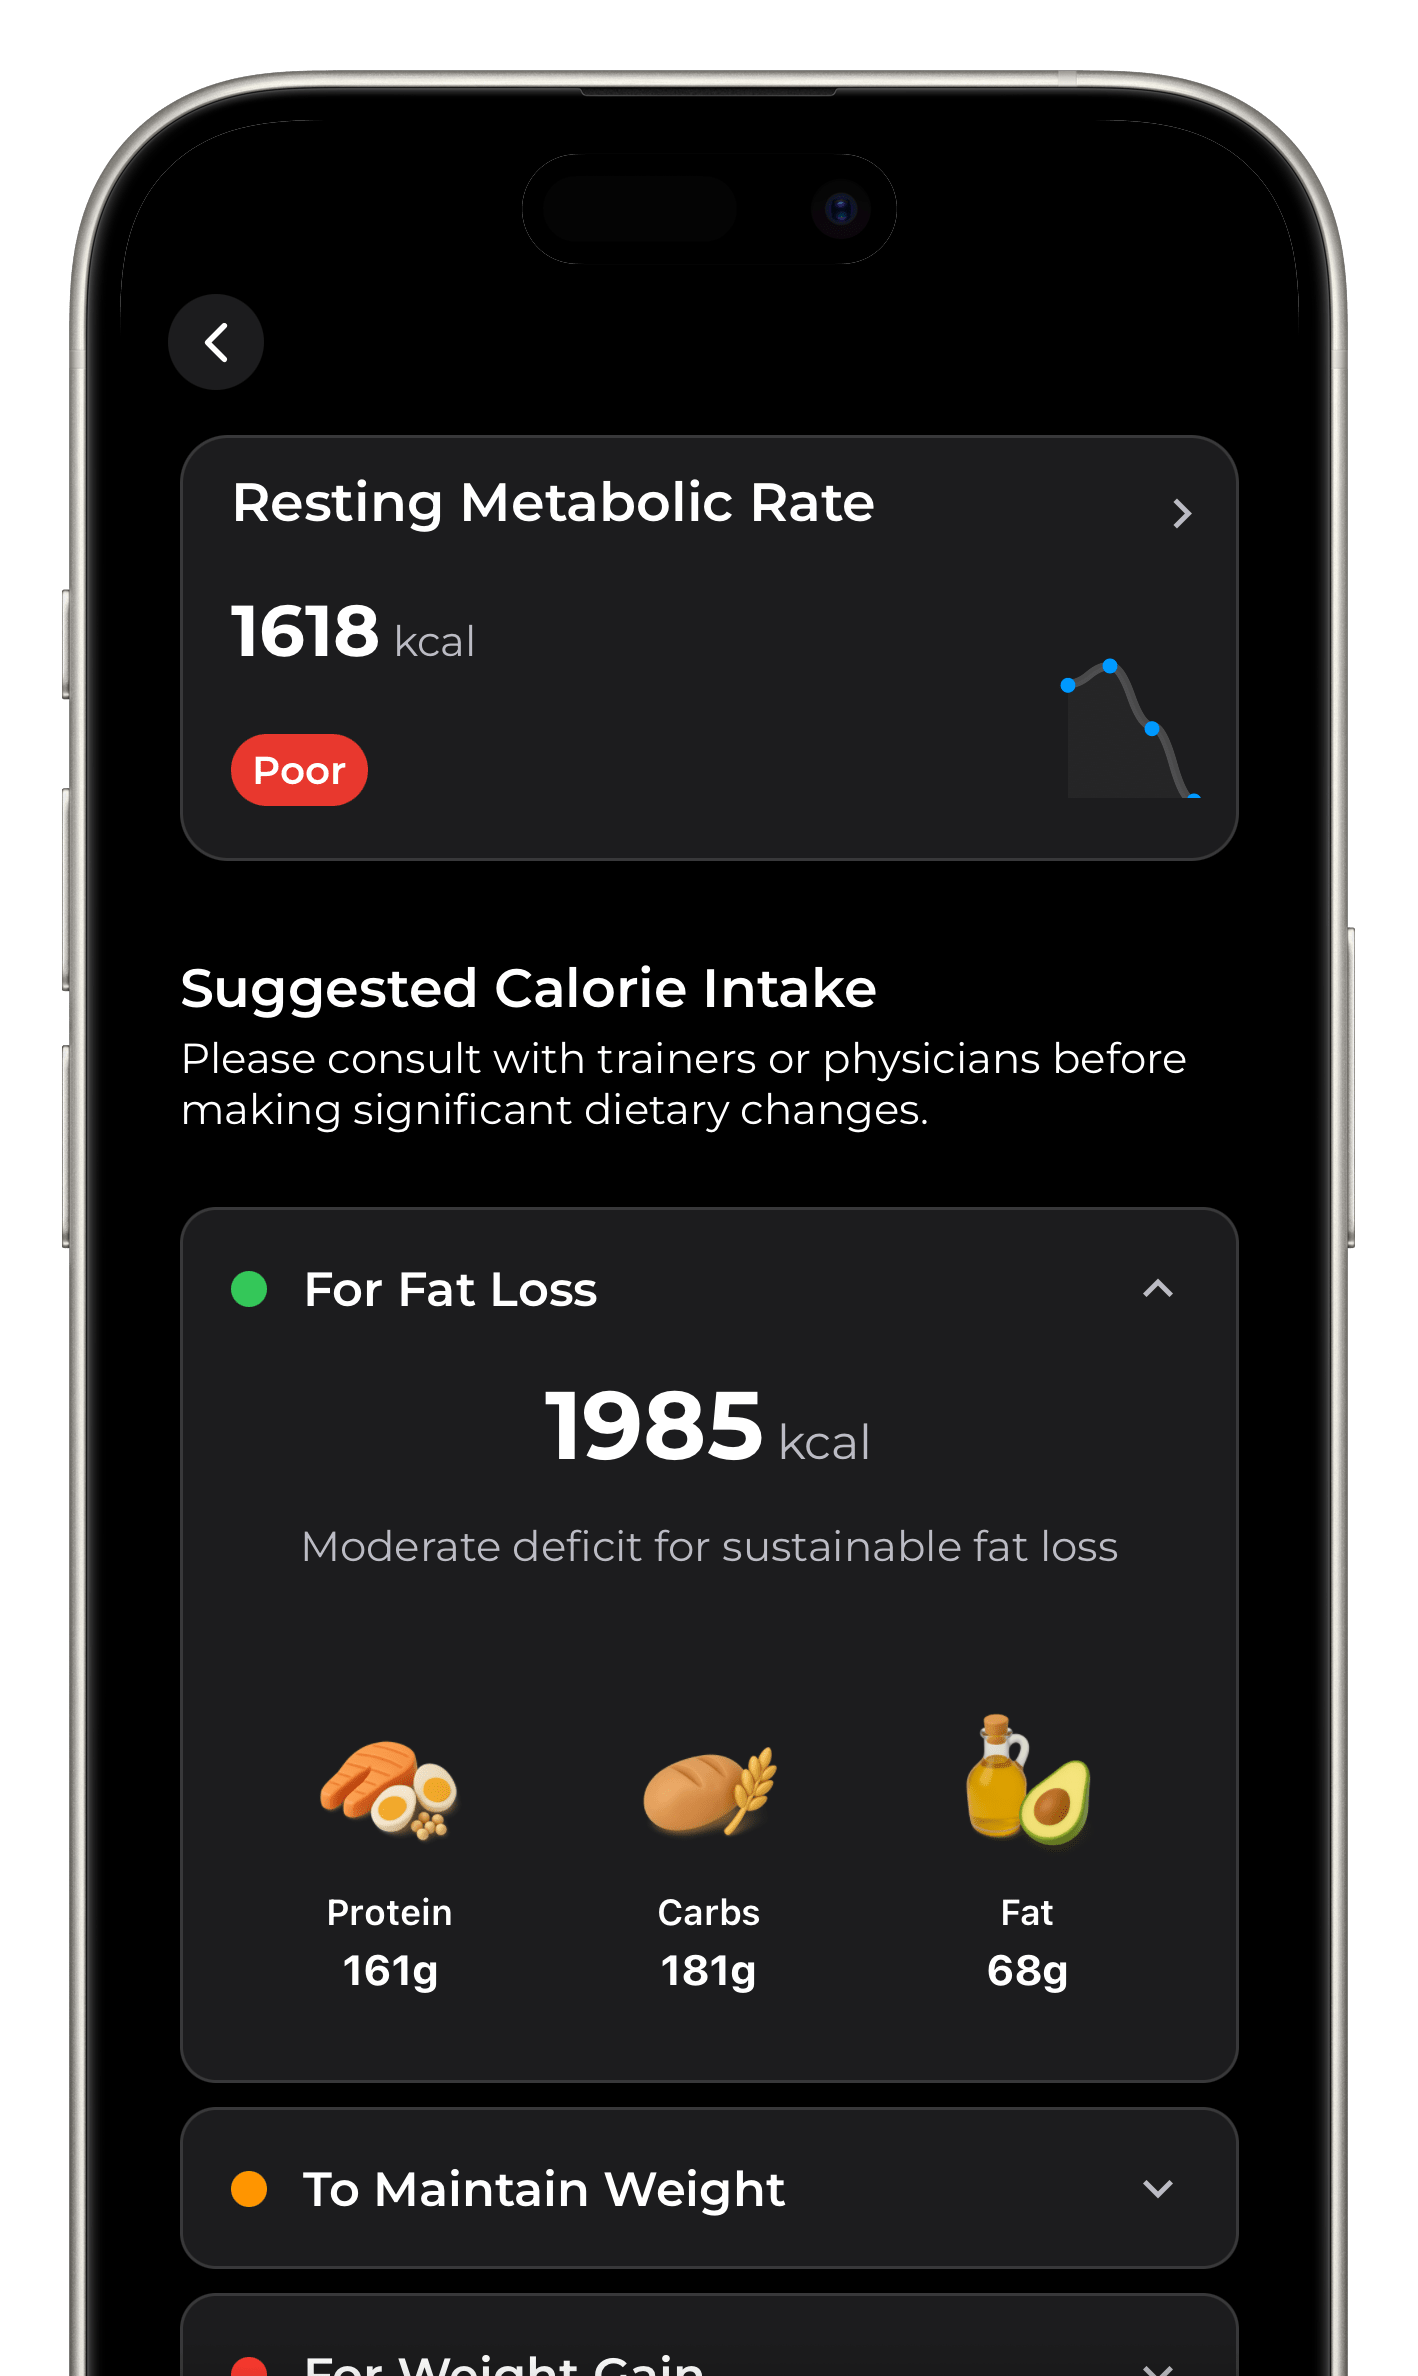 Resting Metabolic Rate
1618 kcal
Poor
Suggested Calorie Intake
Please consult with trainers or physicians before
making significant dietary changes.
For Fat Loss
1985 kcal
Moderate deficit for sustainable fat loss
Protein
161g
Carbs
181g
Fat
68g
To Maintain Weight
For Weight Gain